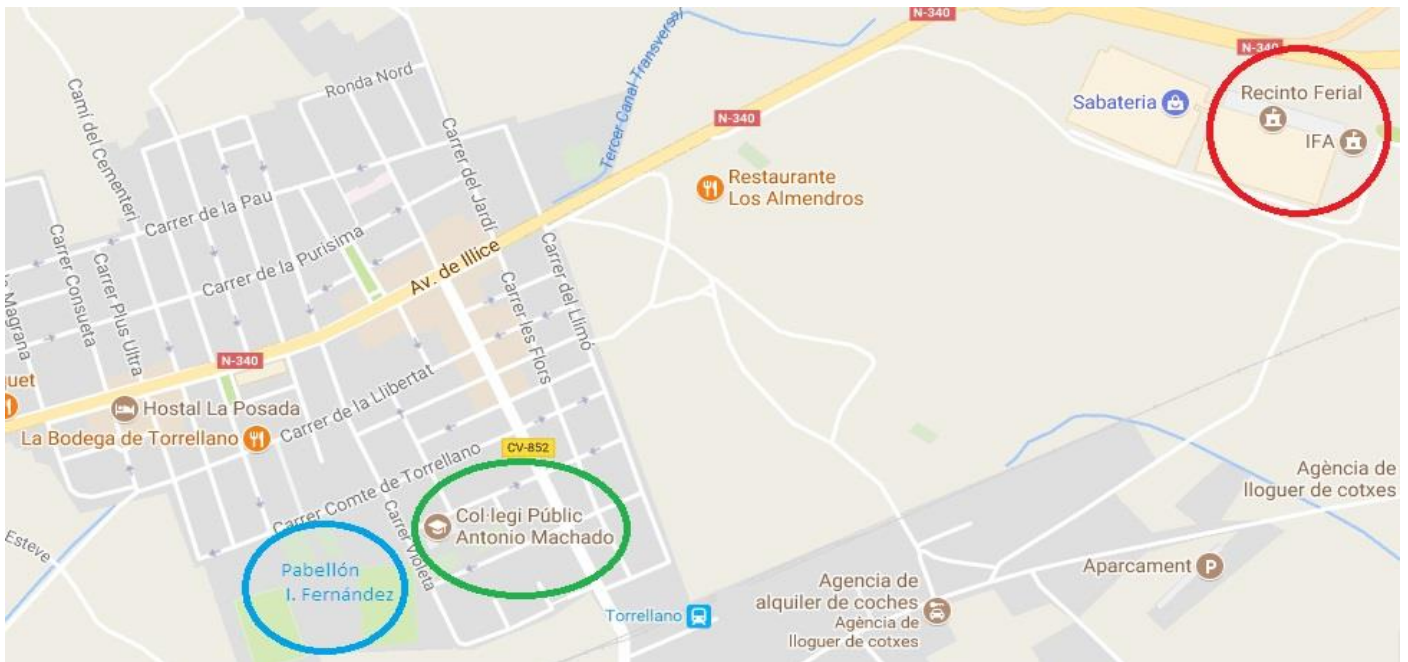 N-340
N-340
Recinto Ferial
IFA
Sabateria
Tercer Canal Transversal
Ronda Nord
Camí del Cementeri
Carrer del Jardí
N-340
Restaurante
Los Almendros
Carrer de la Pau
Carrer de la Purisima
Av. de Illice
Carrer Consueta
Carrer Plus Ultra
Magrana
Carrer les Flors
Carrer del Llimó
N-340
uet
Hostal La Posada
La Bodega de Torrellano
Carrer de la Llibertat
CV-852
Carrer Comte de Torrellano
Agència de
lloguer de cotxes
Col·legi Públic
Antonio Machado
Carrer Violeta
Esteve
Pabellón
I. Fernández
Aparcament
Torrellano
Agencia de
alquiler de coches
Agència de
lloguer de cotxes